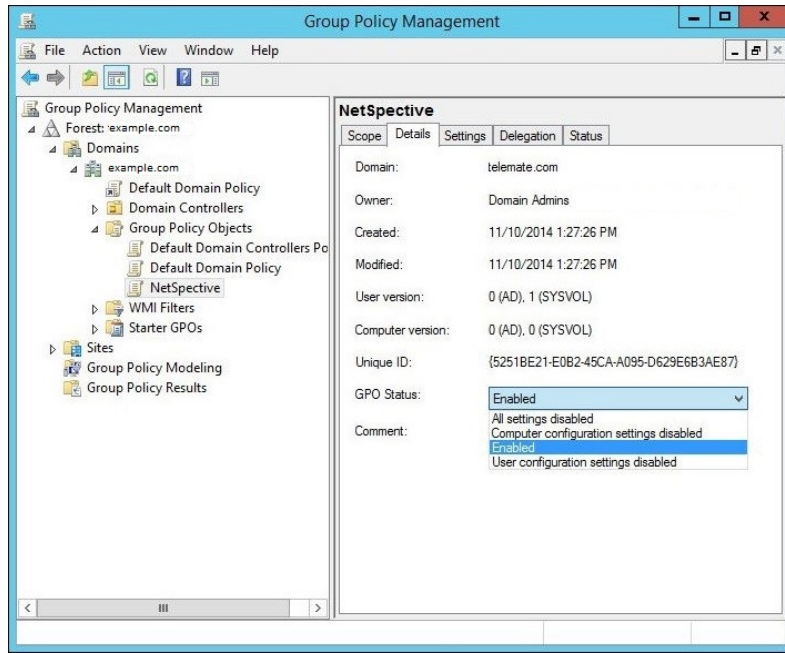 Group Policy Management
File Action View Window Help
Group Policy Management
Forest: example.com
Domains
example.com
Default Domain Policy
Domain Controllers
Group Policy Objects
Default Domain Controllers Po
Default Domain Policy
NetSpective
WMI Filters
Starter GPOs
Sites
Group Policy Modeling
Group Policy Results
NetSpective
Scope Details Settings Delegation Status
Domain: telemate.com
Owner: Domain Admins
Created: 11/10/2014 1:27:26 PM
Modified: 11/10/2014 1:27:26 PM
User version: 0 (AD), 1 (SYSVOL)
Computer version: 0 (AD), 0 (SYSVOL)
Unique ID: {5251BE21-E0B2-45CA-A095-D629E6B3AE87}
GPO Status: Enabled
Comment:
All settings disabled
Computer configuration settings disabled
Enabled
User configuration settings disabled